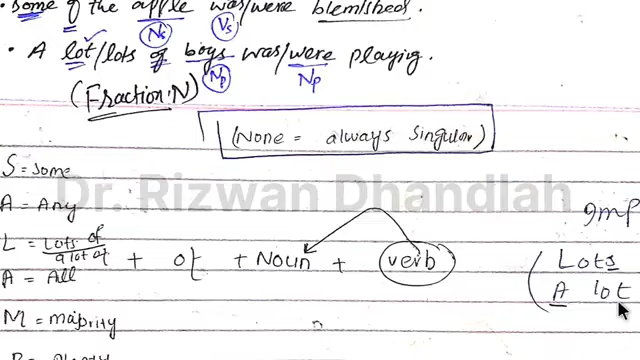 • Some of the apple was/were blemished.
Ns Vs
• A lot/lots of boys was/were playing.
Np Np
(Fraction.N)
(None = always singular)
S = Some
Dr. Rizwan Dhandlah
A = Any
Imp
L = Lots of / a lot of + of + Noun + verb
A = All
Lots
A lot
M = majority